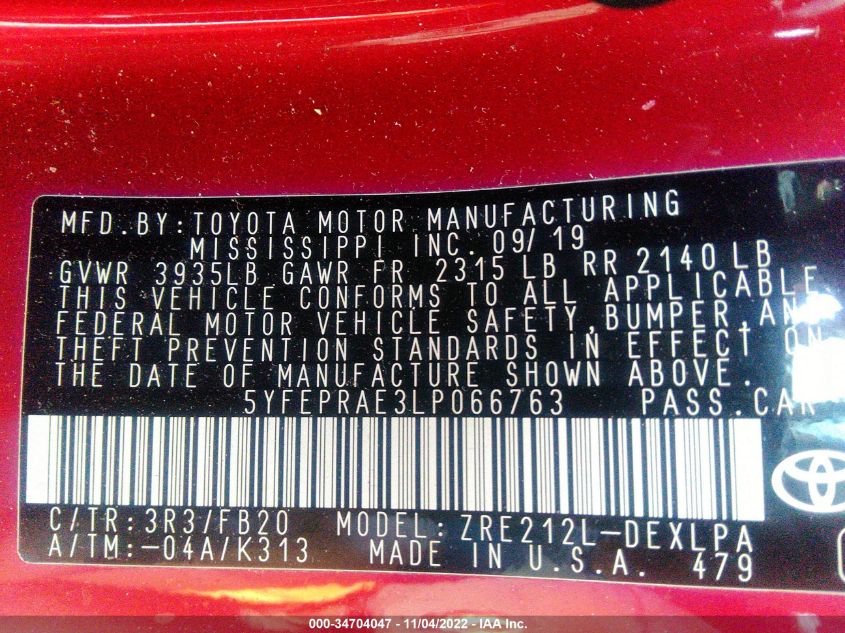 MFD.BY:TOYOTA MOTOR MANUFACTURING
MISSISSIPPI INC. 09/19
GVWR 3935LB GAWR FR 2315 LB RR 2140 LB
THIS VEHICLE CONFORMS TO ALL APPLICABLE
FEDERAL MOTOR VEHICLE SAFETY,BUMPER,AND
THEFT PREVENTION STANDARDS IN EFFECT ON
THE DATE OF MANUFACTURE SHOWN ABOVE.
5YFEPRAE3LP066763 PASS.CAR
C/TR:3R3/FB20 MODEL:ZRE212L-DEXLPA
A/TM:-04A/K313 MADE IN U.S.A. 479
000-34704047 - 11/04/2022 - IAA Inc.